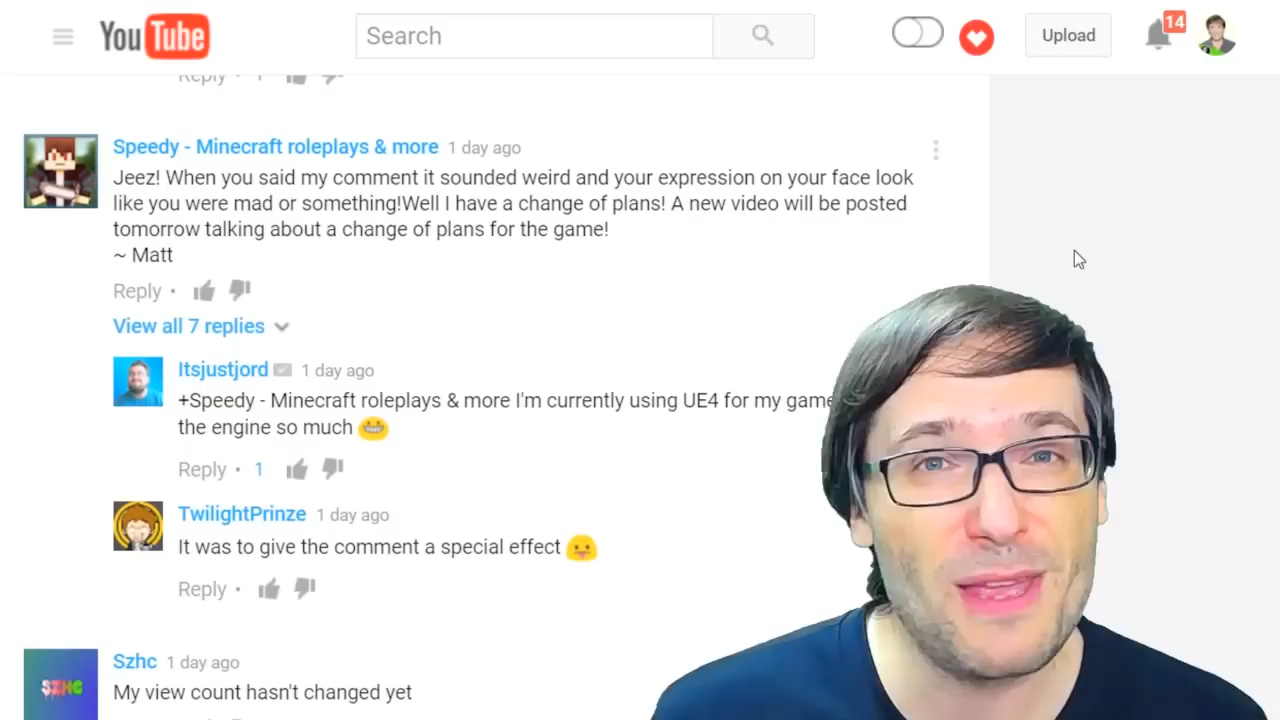 YouTube
Search
Upload
14
Reply · 1
Speedy - Minecraft roleplays & more 1 day ago
Jeez! When you said my comment it sounded weird and your expression on your face look
like you were mad or something!Well I have a change of plans! A new video will be posted
tomorrow talking about a change of plans for the game!
~ Matt
Reply ·
View all 7 replies
Itsjustjord 1 day ago
+Speedy - Minecraft roleplays & more I'm currently using UE4 for my game
the engine so much
Reply · 1
TwilightPrinze 1 day ago
It was to give the comment a special effect
Reply ·
Szhc 1 day ago
SZHC
My view count hasn't changed yet